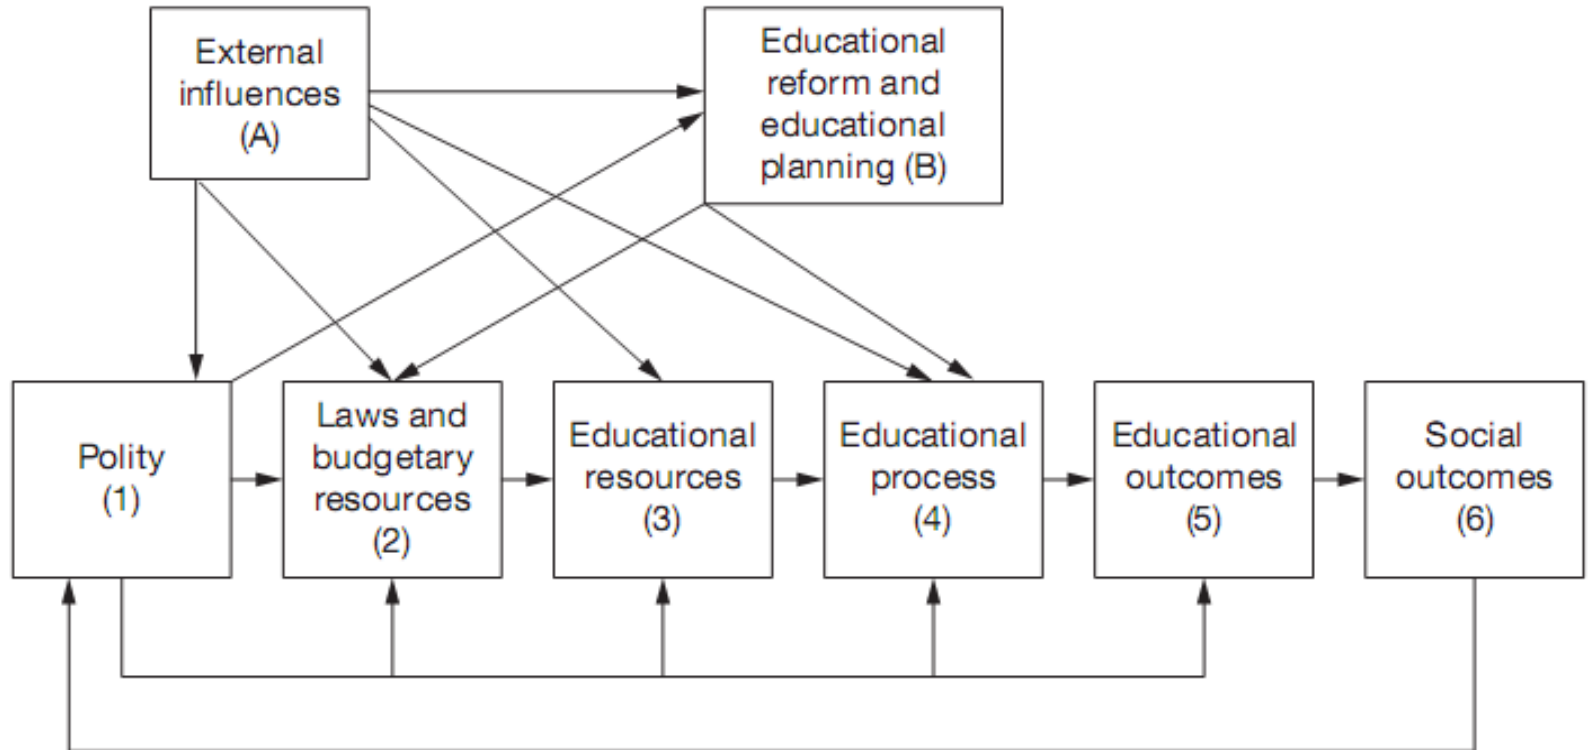 External
influences
(A)
Educational
reform and
educational
planning (B)
Polity
(1)
Laws and
budgetary
resources
(2)
Educational
resources
(3)
Educational
process
(4)
Educational
outcomes
(5)
Social
outcomes
(6)